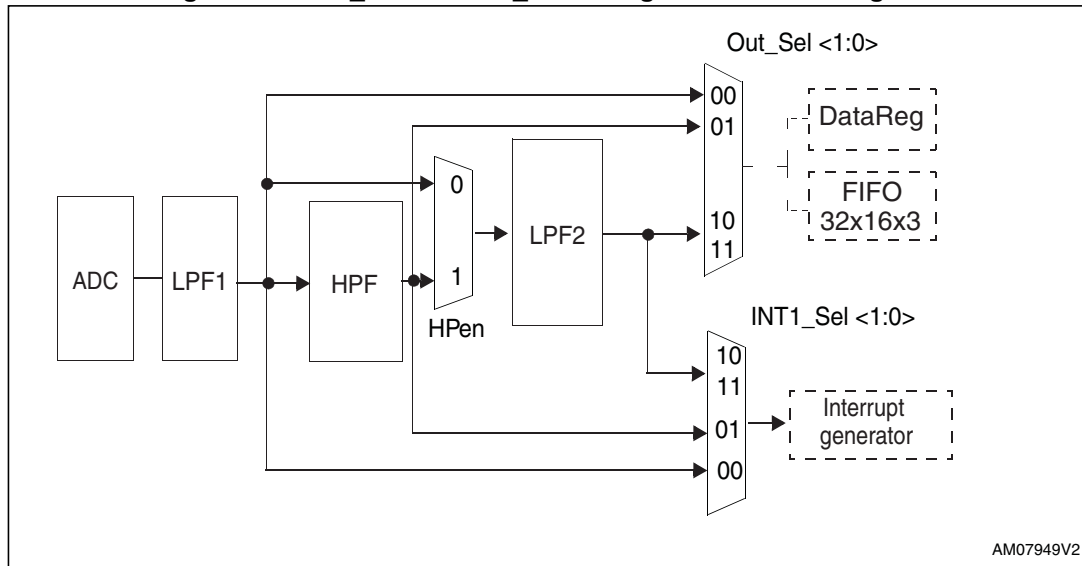 Out_Sel <1:0>
00
01
10
11
DataReg
FIFO
32x16x3
ADC
LPF1
HPF
0
1
HPen
LPF2
INT1_Sel <1:0>
10
11
01
00
Interrupt
generator
AM07949V2